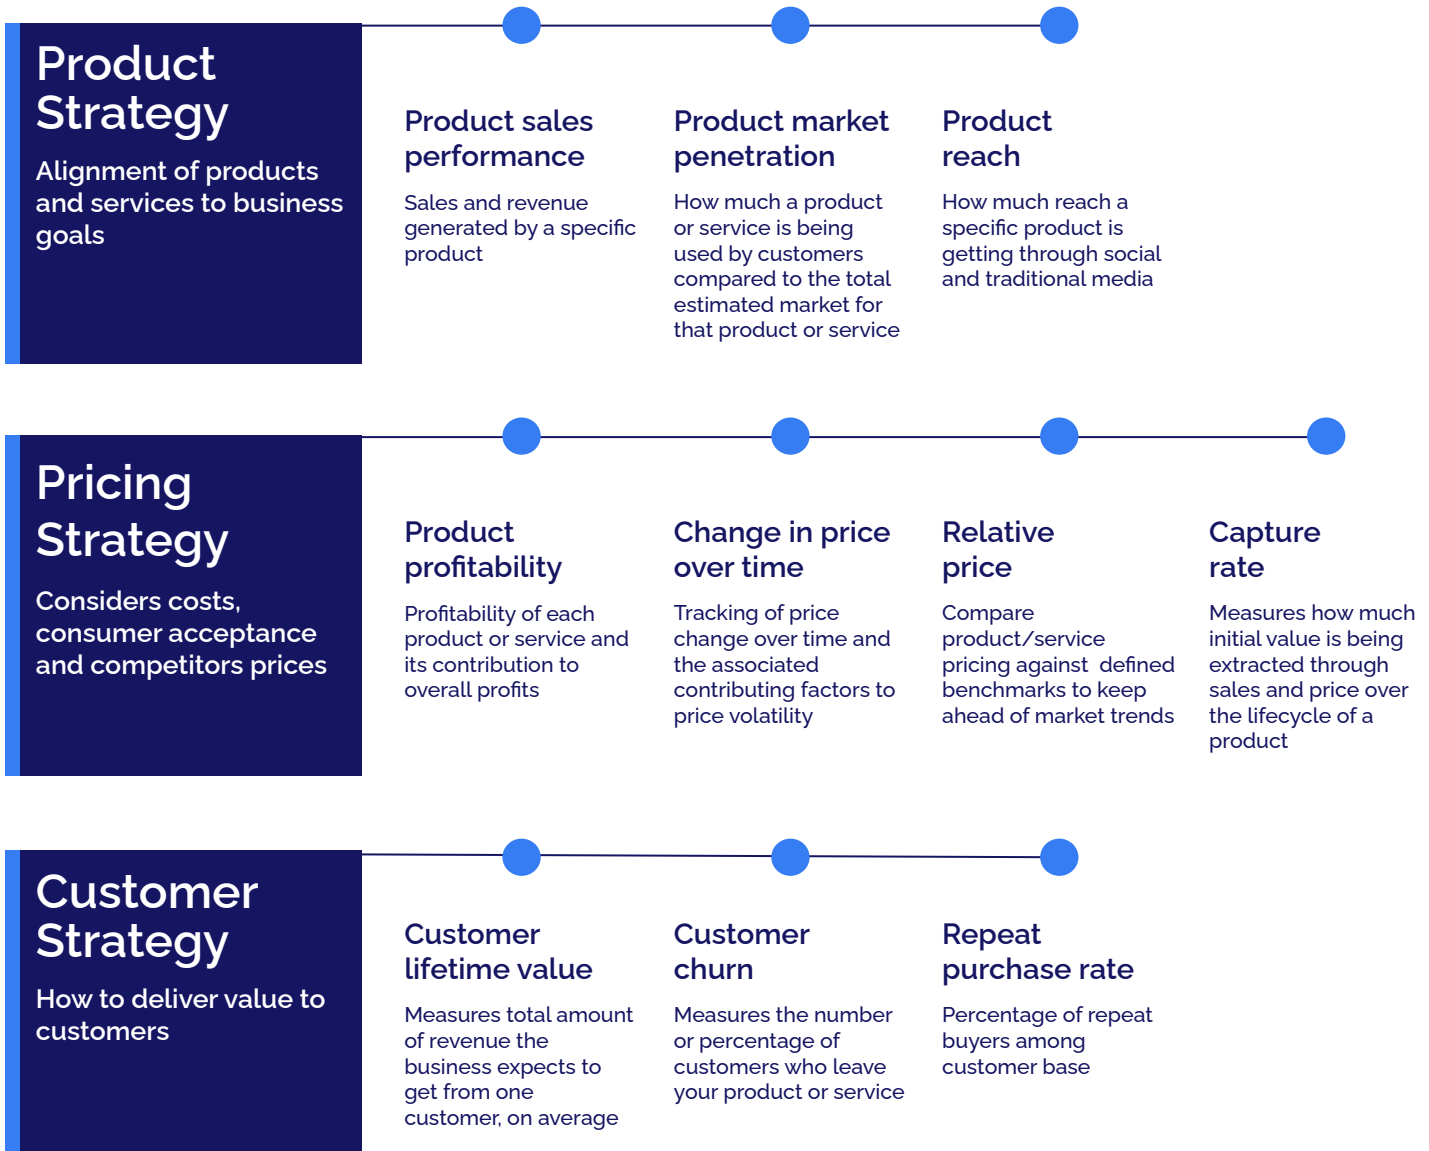 Product
Strategy
Alignment of products
and services to business
goals
Product sales
performance
Sales and revenue
generated by a specific
product
Product market
penetration
How much a product
or service is being
used by customers
compared to the total
estimated market for
that product or service
Product
reach
How much reach a
specific product is
getting through social
and traditional media
Pricing
Strategy
Considers costs,
consumer acceptance
and competitors prices
Product
profitability
Profitability of each
product or service and
its contribution to
overall profits
Change in price
over time
Tracking of price
change over time and
the associated
contributing factors to
price volatility
Relative
price
Compare
product/service
pricing against  defined
benchmarks to keep
ahead of market trends
Capture
rate
Measures how much
initial value is being
extracted through
sales and price over
the lifecycle of a
product
Customer
Strategy
How to deliver value to
customers
Customer
lifetime value
Measures total amount
of revenue the
business expects to
get from one
customer, on average
Customer
churn
Measures the number
or percentage of
customers who leave
your product or service
Repeat
purchase rate
Percentage of repeat
buyers among
customer base